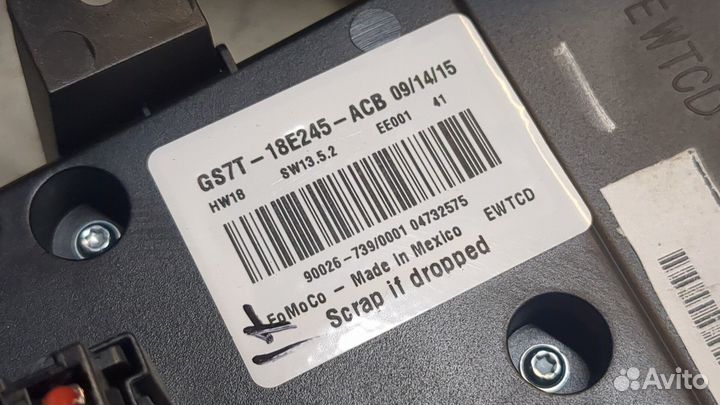 EWTCD
GS7T-18E245-ACB 09/14/15
HW18 SW13.5.2 EE001 41
90026-739/0001 04732575
FoMoCo - Made in Mexico EWTCD
Scrap if dropped
Avito